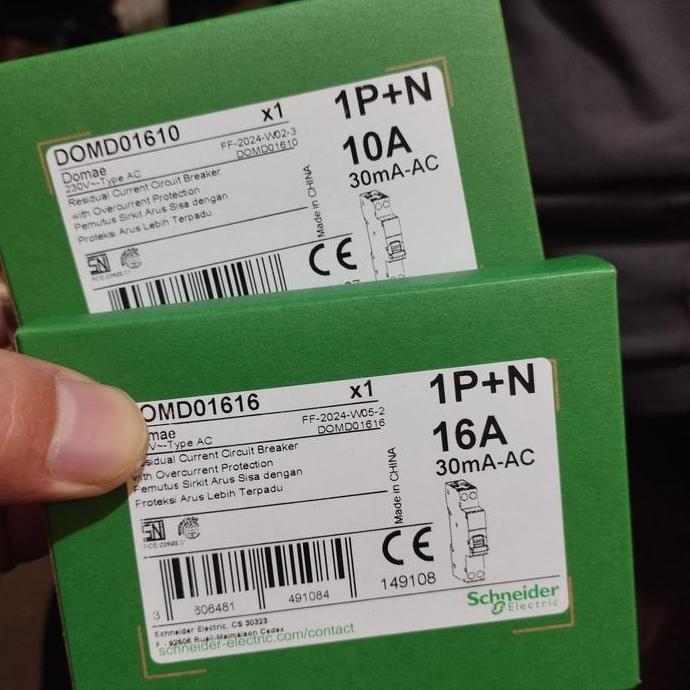 DOMD01610
x1
1P+N
Domae
FF-2024-W02-3
DOMD01610
10A
230V~-Type AC
30mA-AC
Residual Current Circuit Breaker
with Overcurrent Protection
Pemutus Sirkit Arus Sisa dengan
Proteksi Arus Lebih Terpadu
Made in CHINA
CE
OMD01616
x1
1P+N
mae
FF-2024-W05-2
DOMD01616
16A
V~-Type AC
30mA-AC
esidual Current Circuit Breaker
with Overcurrent Protection
Pemutus Sirkit Arus Sisa dengan
Proteksi Arus Lebih Terpadu
Made in CHINA
SNI
CE
149108
3 606481 491084
Schneider Electric
Schneider Electric, CS 30323
F - 92506 Rueil-Malmaison Cedex
schneider-electric.com/contact